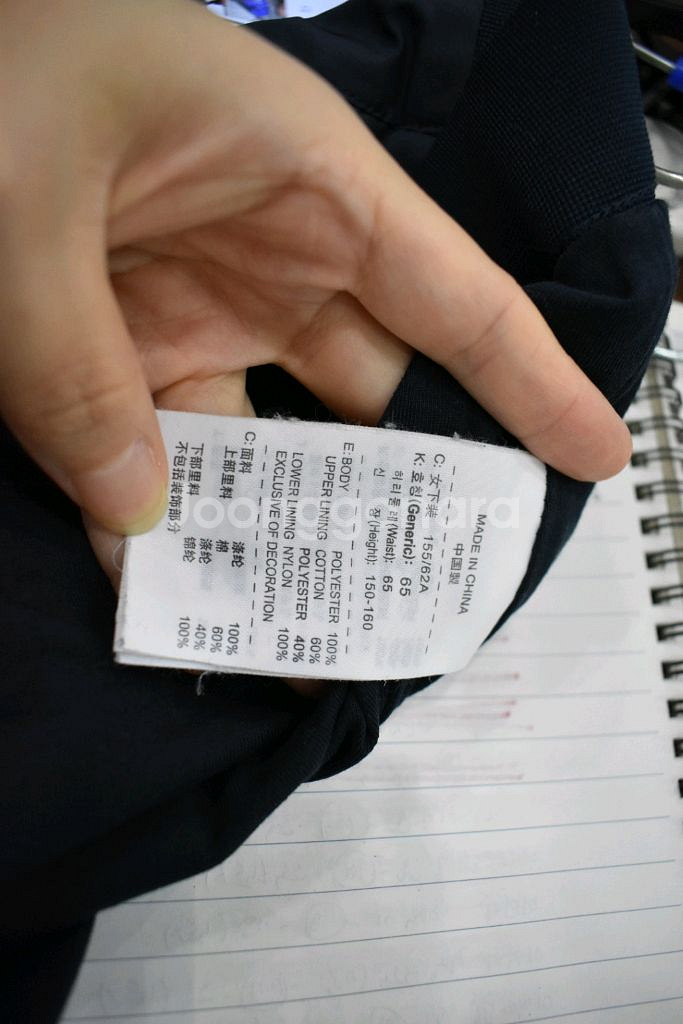 MADE IN CHINA
中国製
C: 女下装 155/62A
K: 호칭(Generic): 65
허리둘레(Waist): 65
신 장(Height): 150-160
E: BODY POLYESTER 100%
UPPER LINING COTTON 60%
POLYESTER 40%
LOWER LINING NYLON 100%
EXCLUSIVE OF DECORATION
C: 面料 涤纶 100%
上部里料 棉 60%
涤纶 40%
下部里料 锦纶 100%
不包括装饰部分
Joonggonara